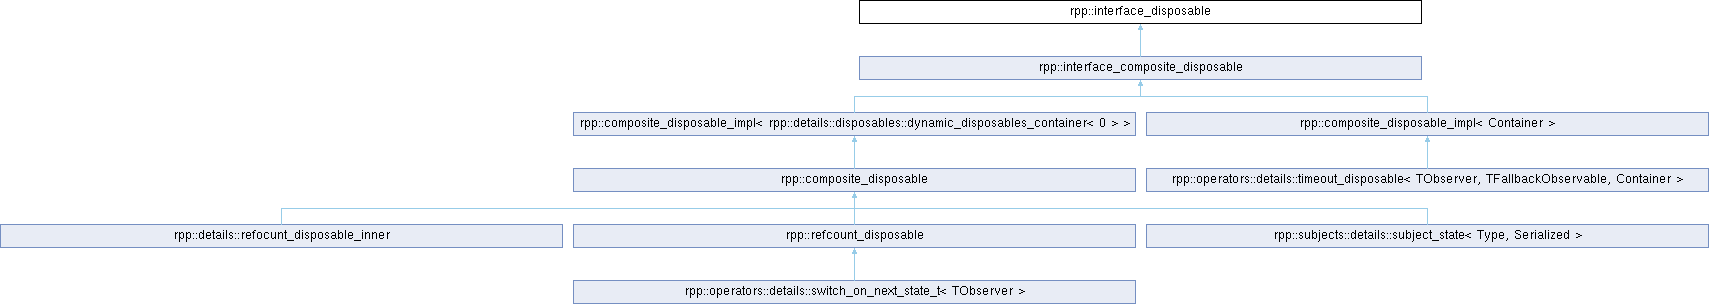 rpp::interface_disposable
rpp::interface_composite_disposable
rpp::composite_disposable_impl< rpp::details::disposables::dynamic_disposables_container< 0 > >
rpp::composite_disposable_impl< Container >
rpp::composite_disposable
rpp::operators::details::timeout_disposable< TObserver, TFallbackObservable, Container >
rpp::details::refocunt_disposable_inner
rpp::refcount_disposable
rpp::subjects::details::subject_state< Type, Serialized >
rpp::operators::details::switch_on_next_state_t< TObserver >